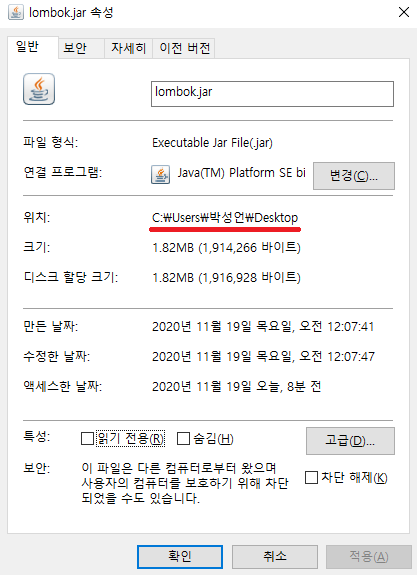 lombok.jar 속성
일반 보안 자세히 이전 버전
lombok.jar
파일 형식: Executable Jar File(.jar)
연결 프로그램: Java(TM) Platform SE bi 변경(C)...
위치: C:₩Users₩박성언₩Desktop
크기: 1.82MB (1,914,266 바이트)
디스크 할당 크기: 1.82MB (1,916,928 바이트)
만든 날짜: 2020년 11월 19일 목요일, 오전 12:07:41
수정한 날짜: 2020년 11월 19일 목요일, 오전 12:07:47
액세스한 날짜: 2020년 11월 19일 오늘, 8분 전
특성: 읽기 전용(R) 숨김(H) 고급(D)...
보안: 이 파일은 다른 컴퓨터로부터 왔으며
사용자의 컴퓨터를 보호하기 위해 차단
되었을 수도 있습니다.
차단 해제(K)
확인 취소 적용(A)